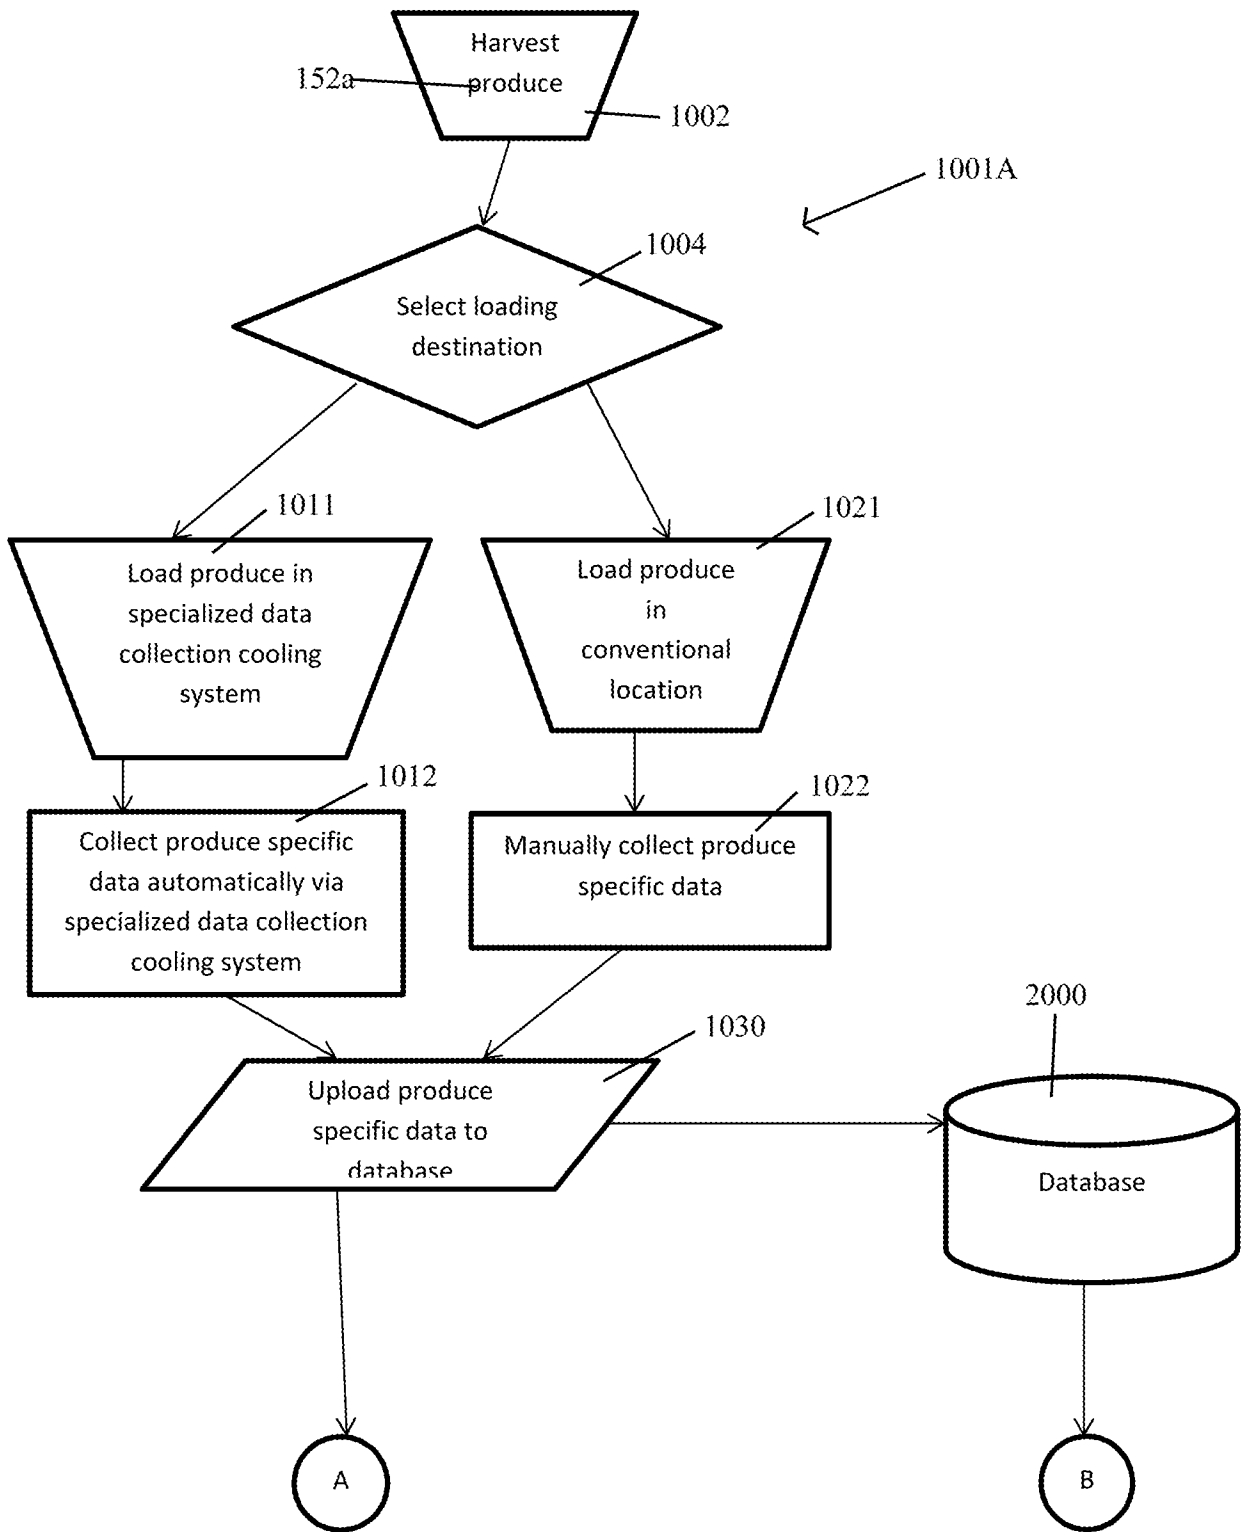 Harvest
152a
produce
1002
1001A
1004
Select loading
destination
1011
1021
Load produce in
specialized data
collection cooling
system
Load produce
in
conventional
location
1012
1022
Collect produce specific
data automatically via
specialized data collection
cooling system
Manually collect produce
specific data
2000
1030
Upload produce
specific data to
database
Database
A
B